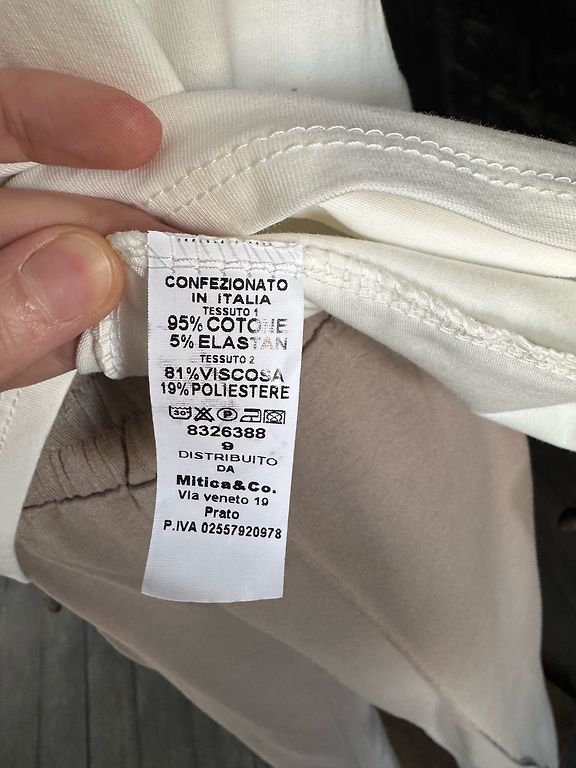 CONFEZIONATO
IN ITALIA
TESSUTO 1
95% COTONE
5% ELASTAN
TESSUTO 2
81% VISCOSA
19% POLIESTERE
30° P
8326388
9
DISTRIBUITO
DA
Mitica&Co.
Via veneto 19
Prato
P.IVA 02557920978